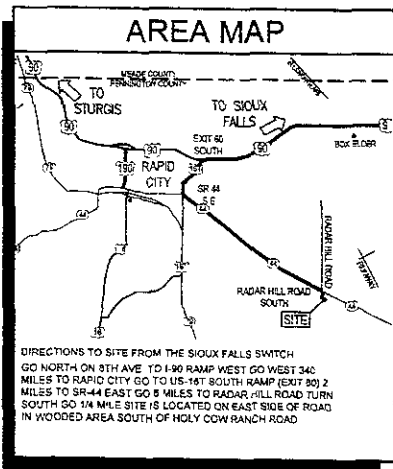 AREA MAP
90
79
MEADE COUNTY
PENNINGTON COUNTY
TO
STURGIS
TO SIOUX
FALLS
90
EXIT 60
SOUTH
90
90
BOX ELDER
190
RAPID
CITY
SR 44
S E
44
44
RADAR HILL ROAD
RADAR HILL ROAD
SOUTH
SITE
DIRECTIONS TO SITE FROM THE SIOUX FALLS SWITCH
GO NORTH ON 8TH AVE TO I-90 RAMP WEST GO WEST 340
MILES TO RAPID CITY GO TO US-16T SOUTH RAMP (EXIT 60) 2
MILES TO SR-44 EAST GO 8 MILES TO RADAR HILL ROAD TURN
SOUTH GO 1/4 MILE SITE IS LOCATED ON EAST SIDE OF ROAD
IN WOODED AREA SOUTH OF HOLY COW RANCH ROAD